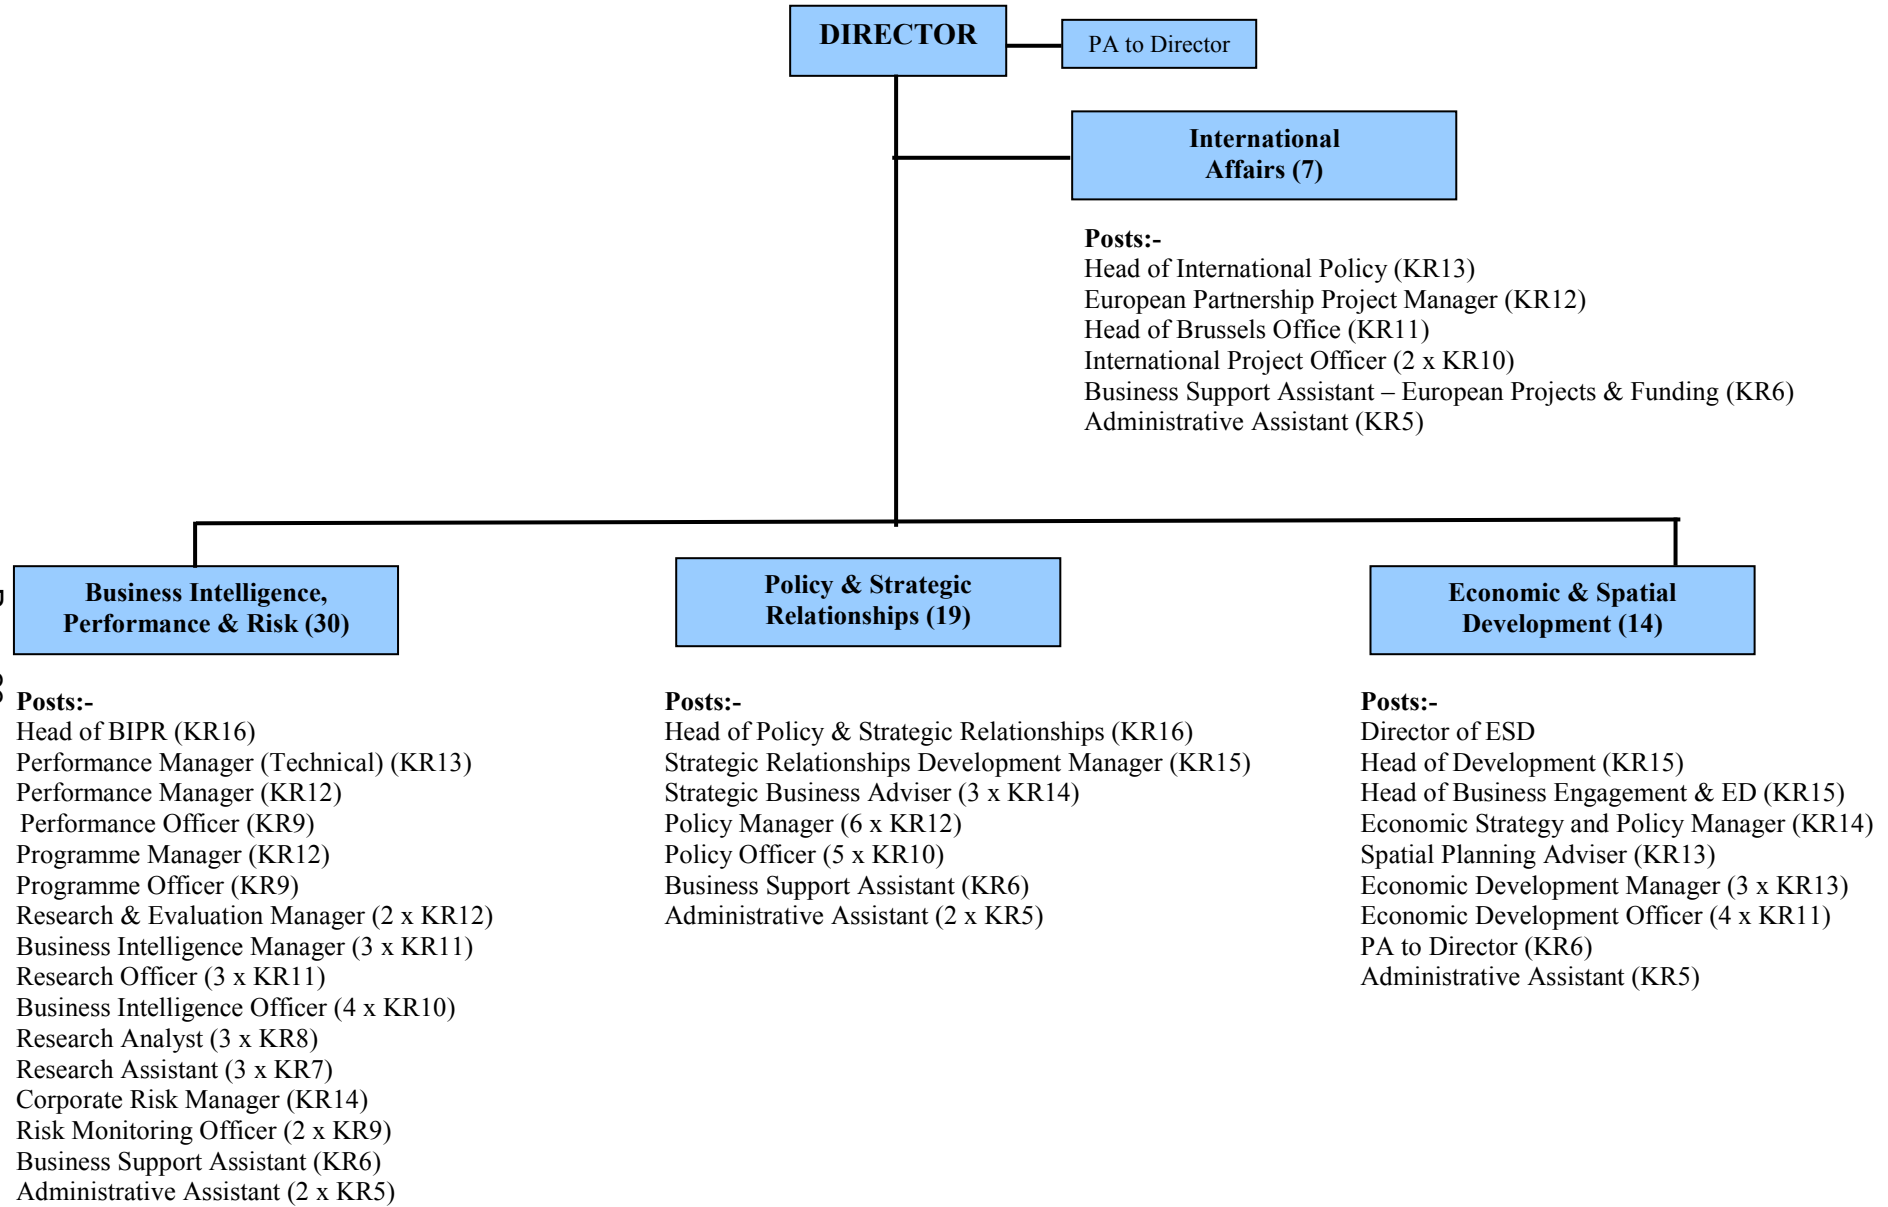 DIRECTOR
PA to Director
International
Affairs (7)
Posts:-
Head of International Policy (KR13)
European Partnership Project Manager (KR12)
Head of Brussels Office (KR11)
International Project Officer (2 x KR10)
Business Support Assistant – European Projects & Funding (KR6)
Administrative Assistant (KR5)
Business Intelligence,
Performance & Risk (30)
Posts:-
Head of BIPR (KR16)
Performance Manager (Technical) (KR13)
Performance Manager (KR12)
Performance Officer (KR9)
Programme Manager (KR12)
Programme Officer (KR9)
Research & Evaluation Manager (2 x KR12)
Business Intelligence Manager (3 x KR11)
Research Officer (3 x KR11)
Business Intelligence Officer (4 x KR10)
Research Analyst (3 x KR8)
Research Assistant (3 x KR7)
Corporate Risk Manager (KR14)
Risk Monitoring Officer (2 x KR9)
Business Support Assistant (KR6)
Administrative Assistant (2 x KR5)
Policy & Strategic
Relationships (19)
Posts:-
Head of Policy & Strategic Relationships (KR16)
Strategic Relationships Development Manager (KR15)
Strategic Business Adviser (3 x KR14)
Policy Manager (6 x KR12)
Policy Officer (5 x KR10)
Business Support Assistant (KR6)
Administrative Assistant (2 x KR5)
Economic & Spatial
Development (14)
Posts:-
Director of ESD
Head of Development (KR15)
Head of Business Engagement & ED (KR15)
Economic Strategy and Policy Manager (KR14)
Spatial Planning Adviser (KR13)
Economic Development Manager (3 x KR13)
Economic Development Officer (4 x KR11)
PA to Director (KR6)
Administrative Assistant (KR5)